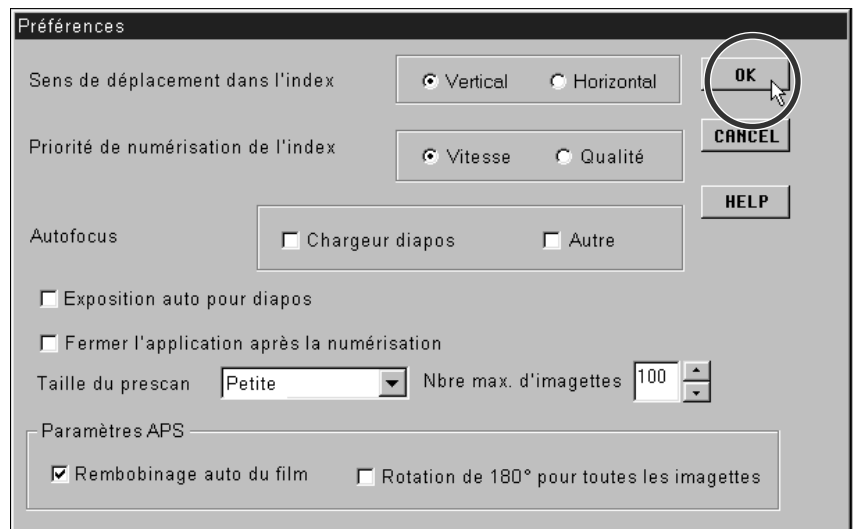 Préférences
Sens de déplacement dans l'index
Vertical
Horizontal
OK
Priorité de numérisation de l'index
Vitesse
Qualité
CANCEL
HELP
Autofocus
Chargeur diapos
Autre
Exposition auto pour diapos
Fermer l'application après la numérisation
Taille du prescan
Petite
Nbre max. d'imagettes
100
Paramètres APS
Rembobinage auto du film
Rotation de 180° pour toutes les imagettes